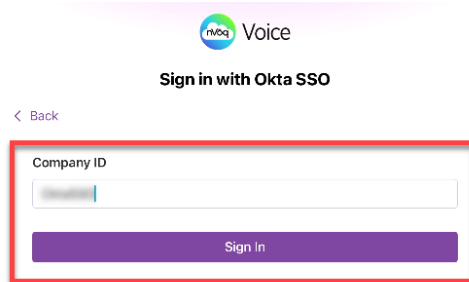 nVoq Voice
Sign in with Okta SSO
< Back
Company ID
Sign In